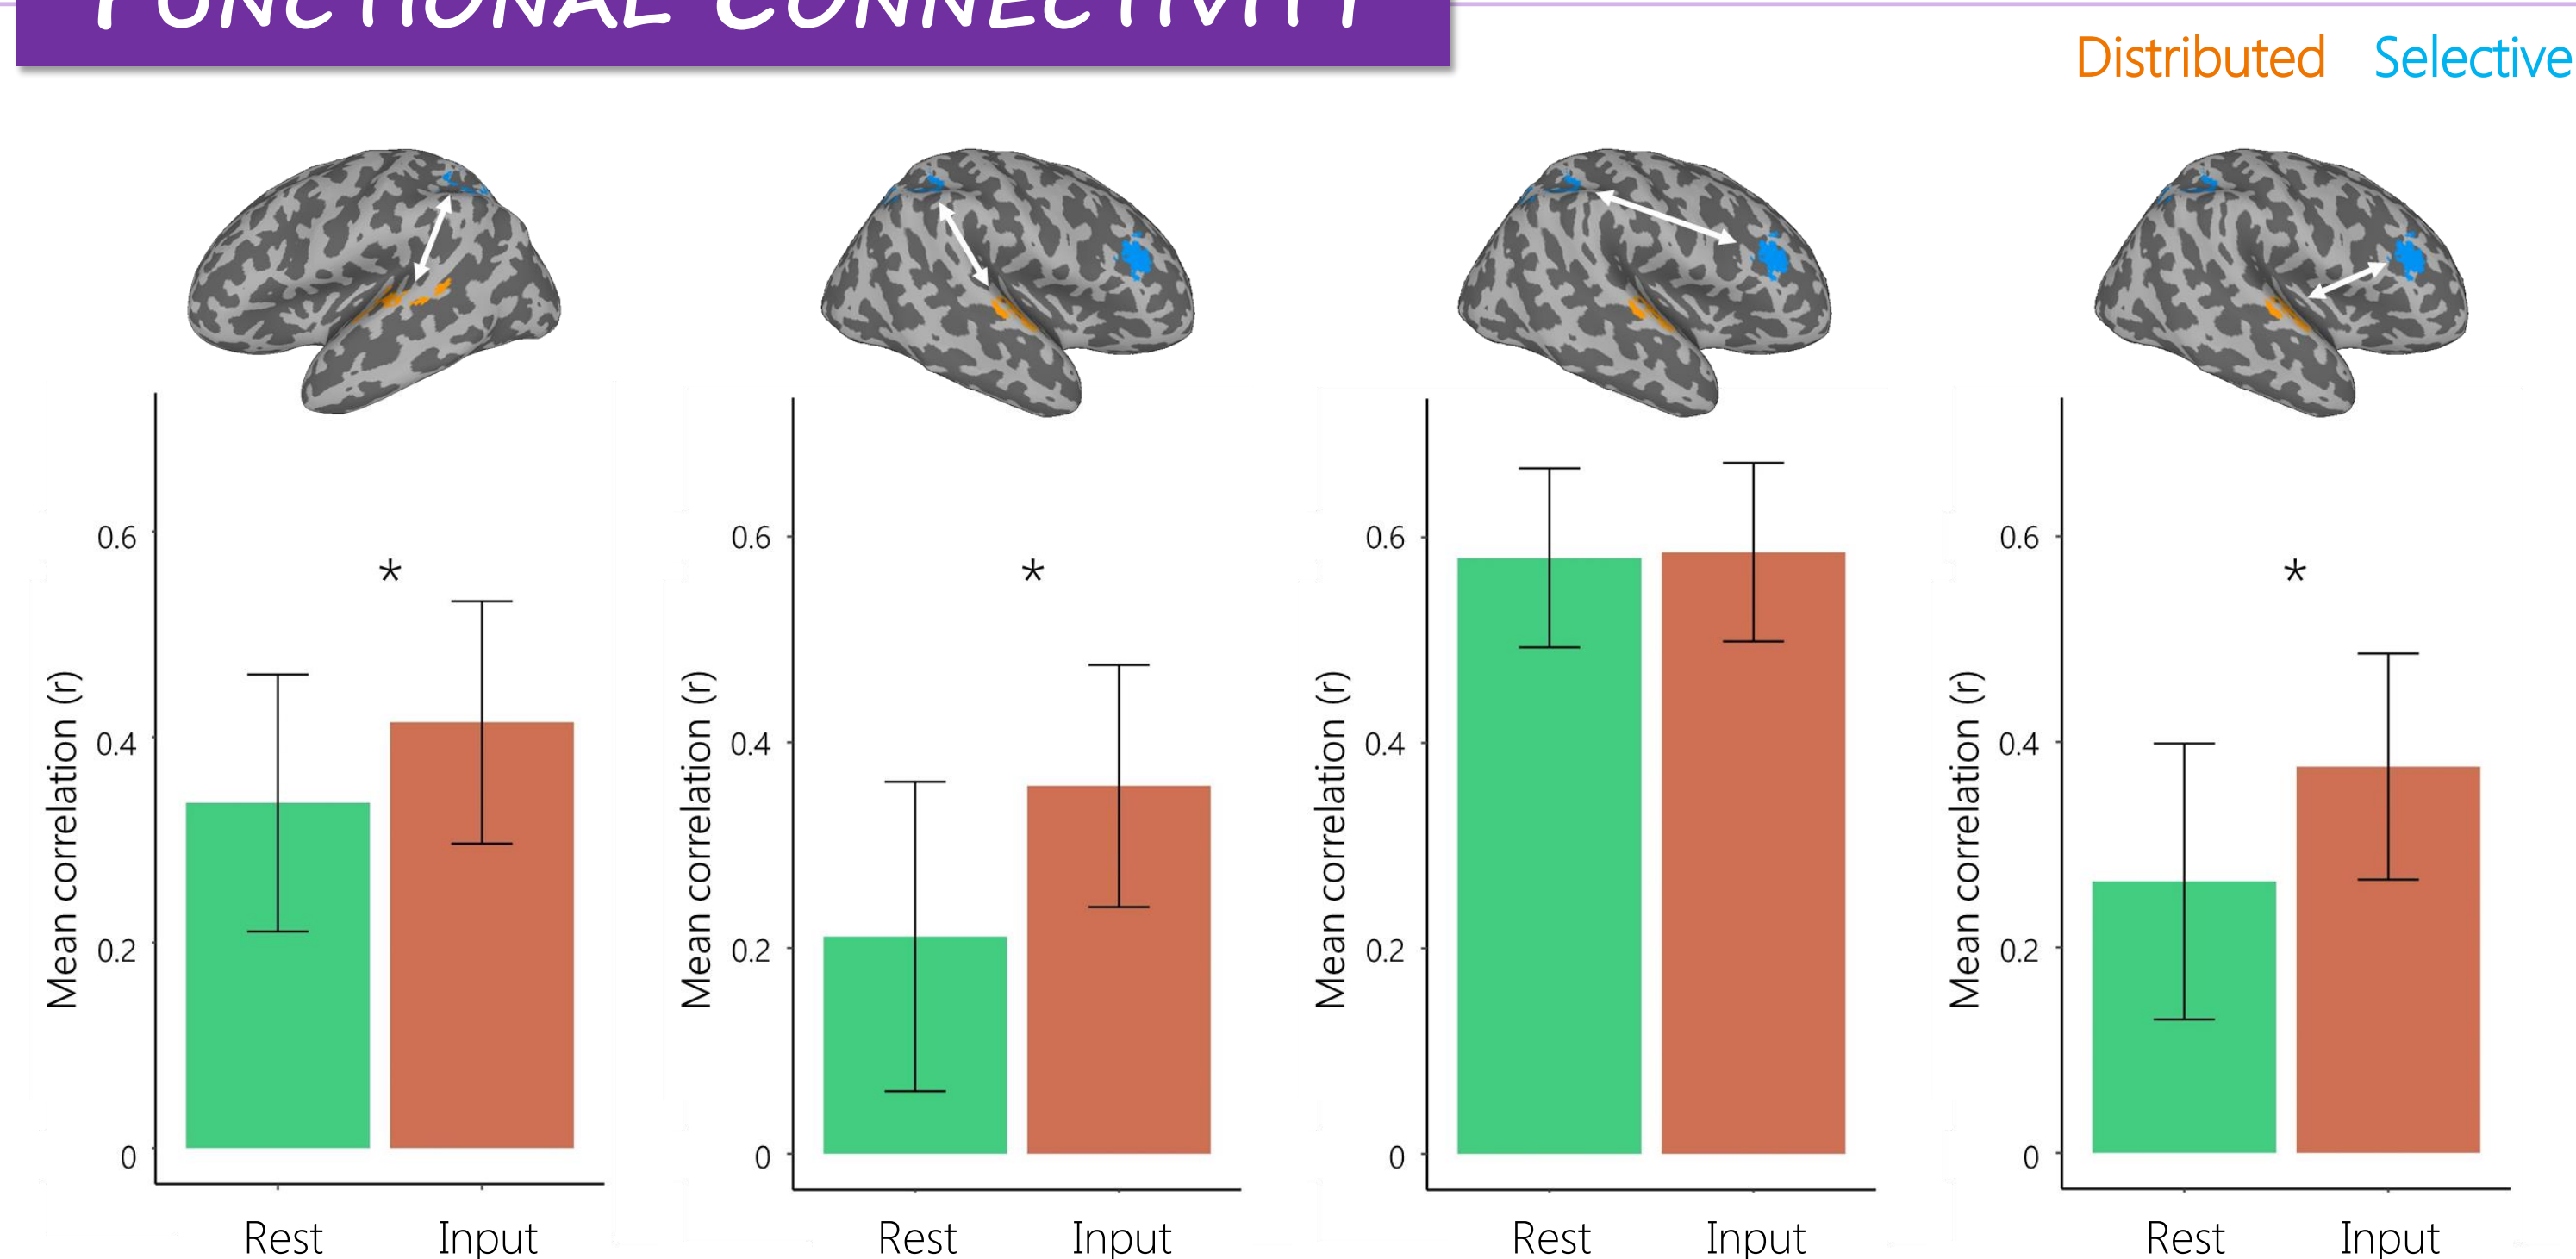 FUNCTIONAL CONNECTIVITY
Distributed Selective
0.6
0.4
0.2
0
Mean correlation (r)
*
Rest Input
0.6
0.4
0.2
0
Mean correlation (r)
*
Rest Input
0.6
0.4
0.2
0
Mean correlation (r)
Rest Input
0.6
0.4
0.2
0
Mean correlation (r)
*
Rest Input